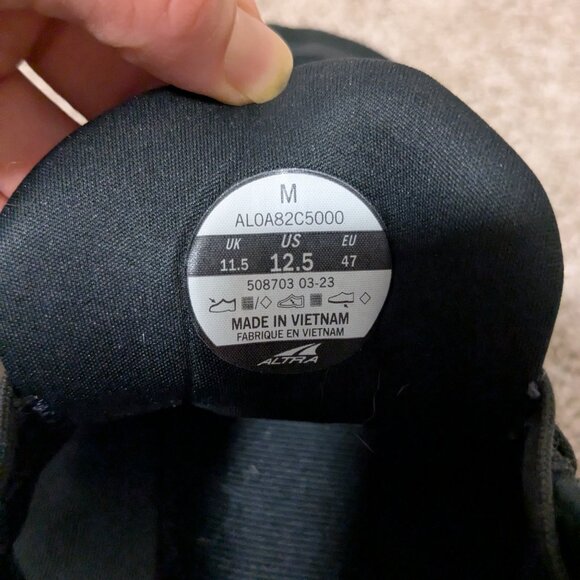 M
AL0A82C5000
UK US EU
11.5 12.5 47
508703 03-23
/
MADE IN VIETNAM
FABRIQUE EN VIETNAM
ALTRA